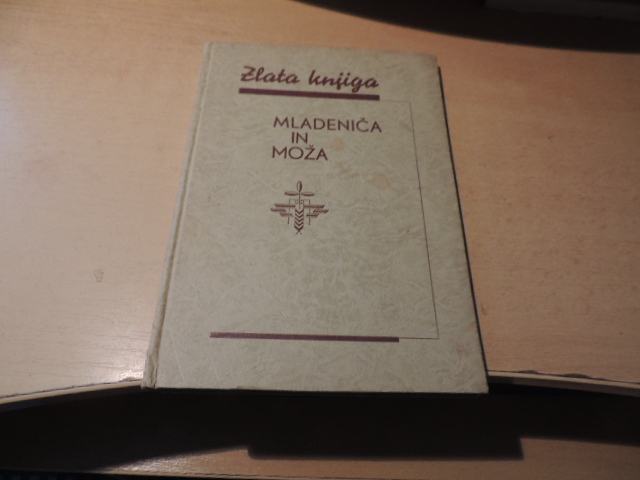 Zlata knjiga
MLADENIČA
IN
MOŽA